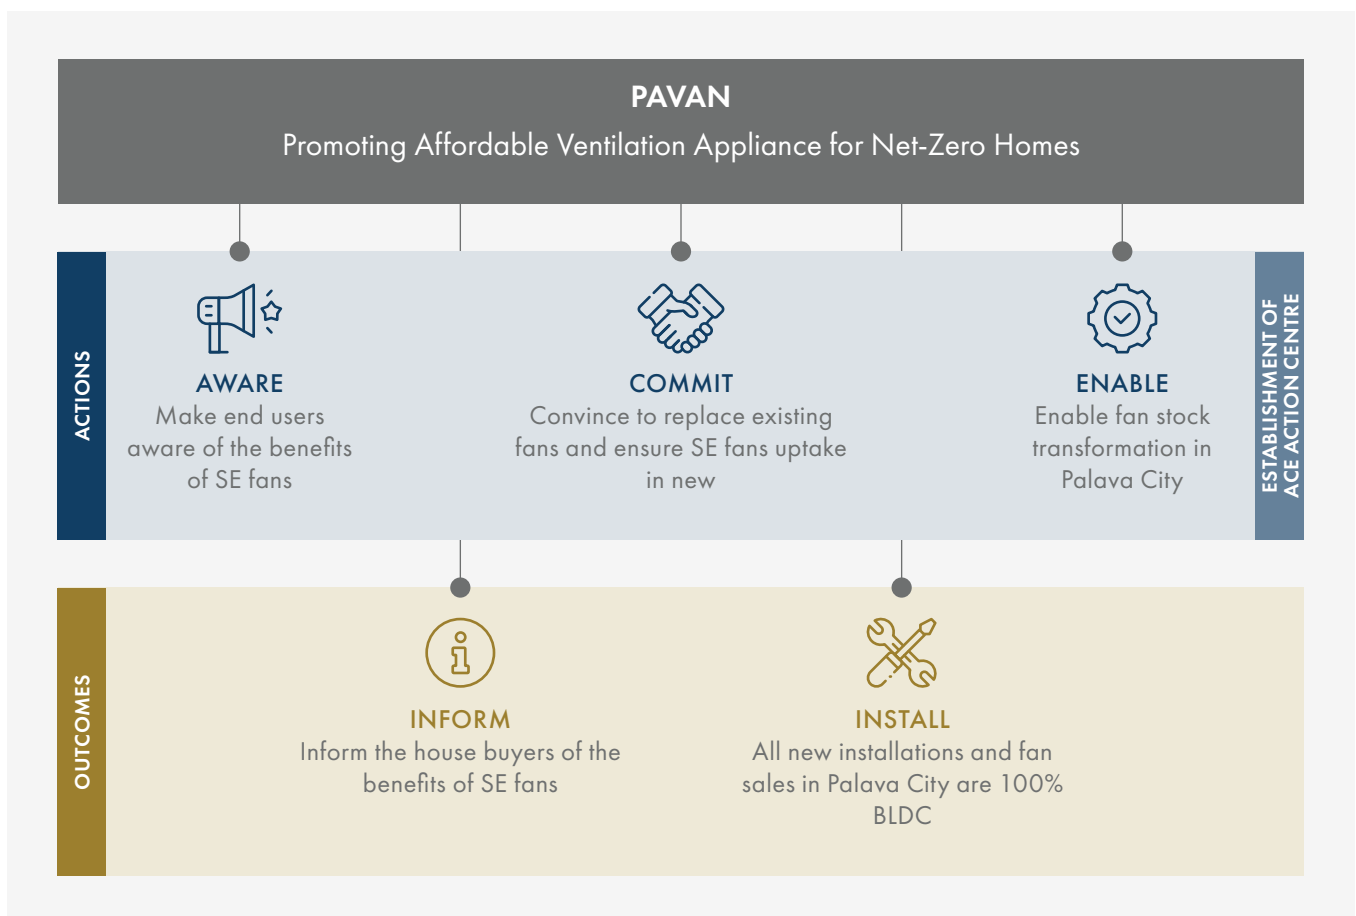 PAVAN
Promoting Affordable Ventilation Appliance for Net-Zero Homes
ACTIONS
AWARE
Make end users
aware of the benefits
of SE fans
COMMIT
Convince to replace existing
fans and ensure SE fans uptake
in new
ENABLE
Enable fan stock
transformation in
Palava City
ESTABLISHMENT OF
ACE ACTION CENTRE
OUTCOMES
INFORM
Inform the house buyers of the
benefits of SE fans
INSTALL
All new installations and fan
sales in Palava City are 100%
BLDC